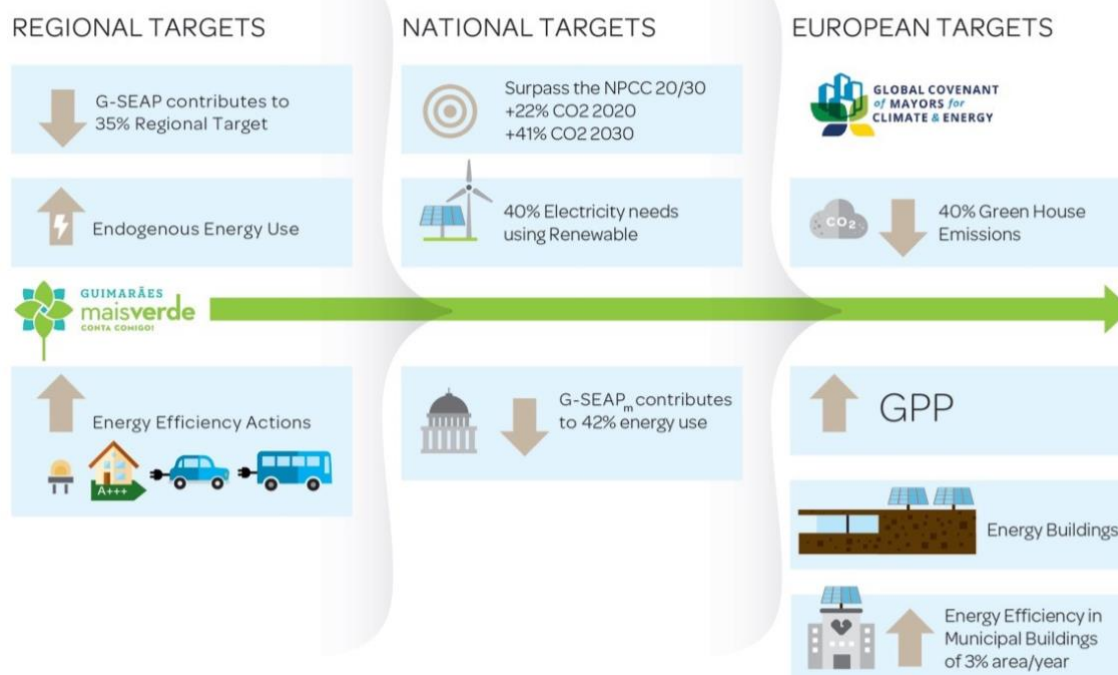 REGIONAL TARGETS
G-SEAP contributes to
35% Regional Target
Endogenous Energy Use
GUIMARÃES
maisverde
CONTA COMIGO!
Energy Efficiency Actions
A+++
NATIONAL TARGETS
Surpass the NPCC 20/30
+22% CO2 2020
+41% CO2 2030
40% Electricity needs
using Renewable
G-SEAPm contributes
to 42% energy use
EUROPEAN TARGETS
GLOBAL COVENANT
of MAYORS for
CLIMATE & ENERGY
CO2
40% Green House
Emissions
GPP
Energy Buildings
Energy Efficiency in
Municipal Buildings
of 3% area/year